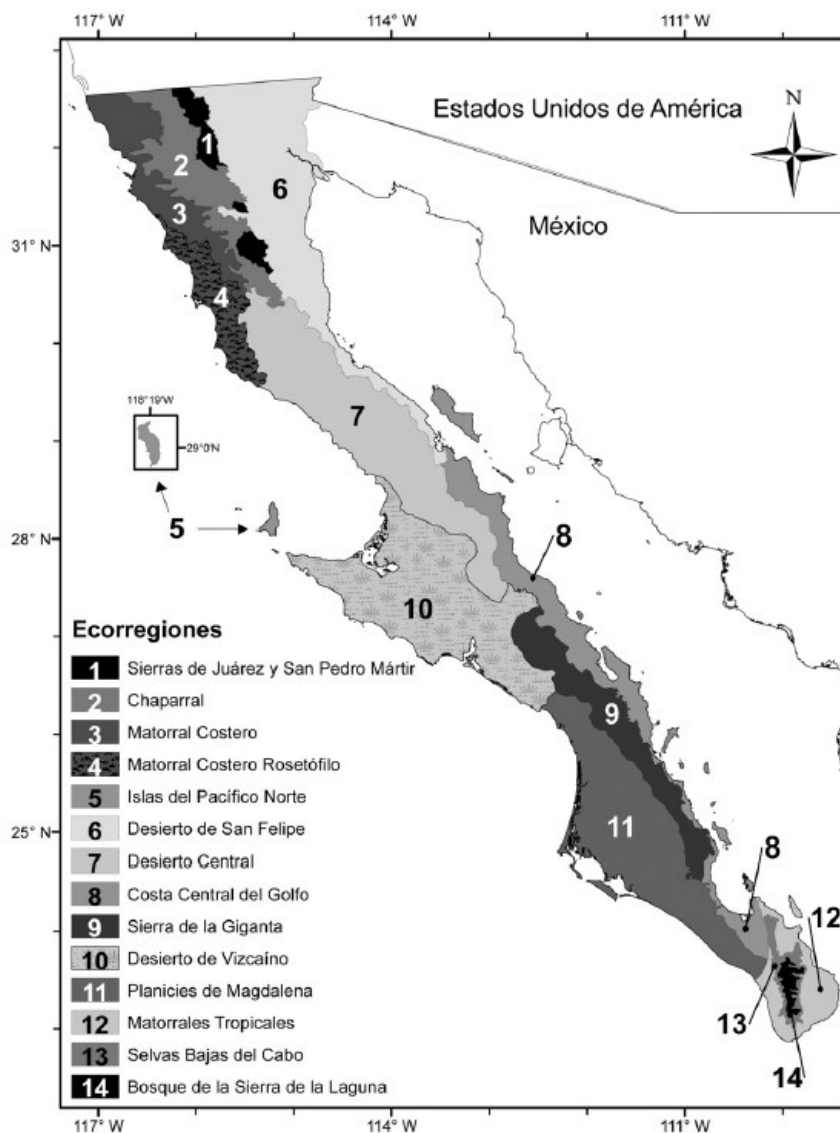 117° W
114° W
111° W
Estados Unidos de América
N
1
2
6
3
México
31° N
4
118°19'W
7
29°0'N
5
28° N
8
10
Ecorregiones
1 Sierras de Juárez y San Pedro Mártir
2 Chaparral
9
3 Matorral Costero
4 Matorral Costero Rosetófilo
5 Islas del Pacífico Norte
6 Desierto de San Felipe
11
25° N
7 Desierto Central
8
8 Costa Central del Golfo
12
9 Sierra de la Giganta
10 Desierto de Vizcaíno
11 Planicies de Magdalena
12 Matorrales Tropicales
13
13 Selvas Bajas del Cabo
14
14 Bosque de la Sierra de la Laguna
117° W
114° W
111° W